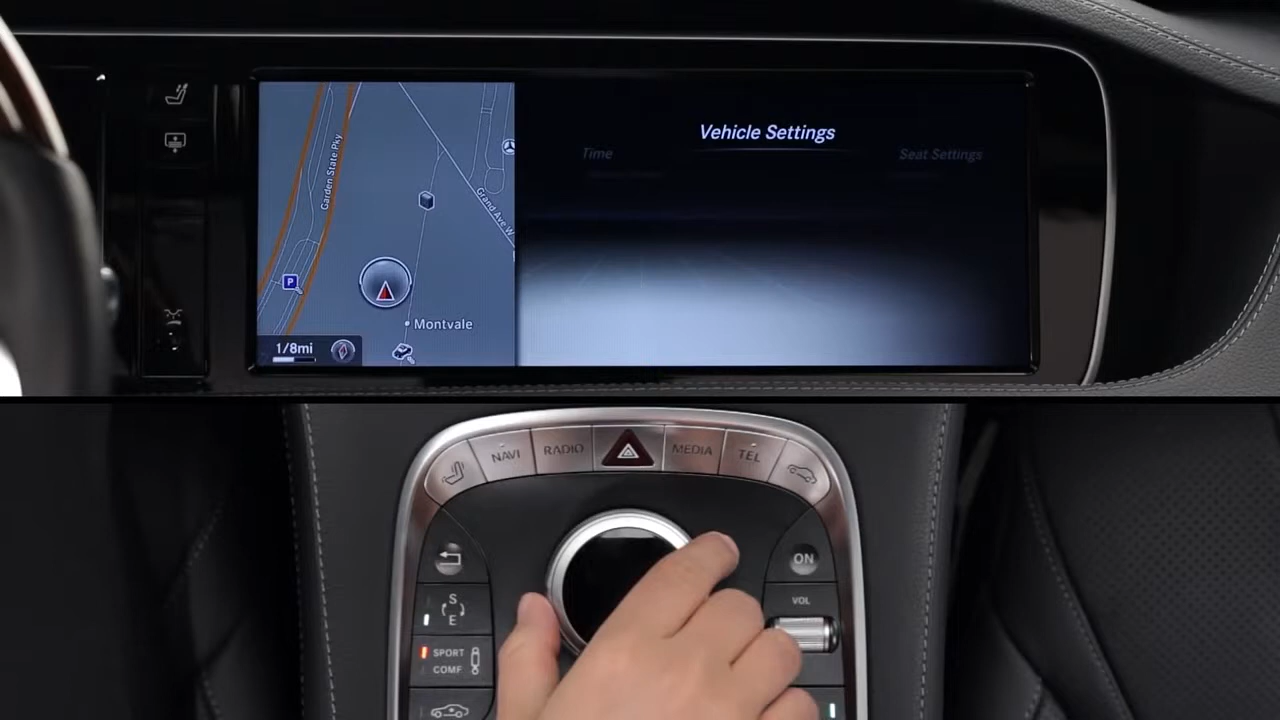 Vehicle Settings
Time
Seat Settings
Garden State Pky
Grand Ave W
P
Montvale
1/8mi
NAVI
RADIO
MEDIA
TEL
ON
S
E
VOL
SPORT
COMF